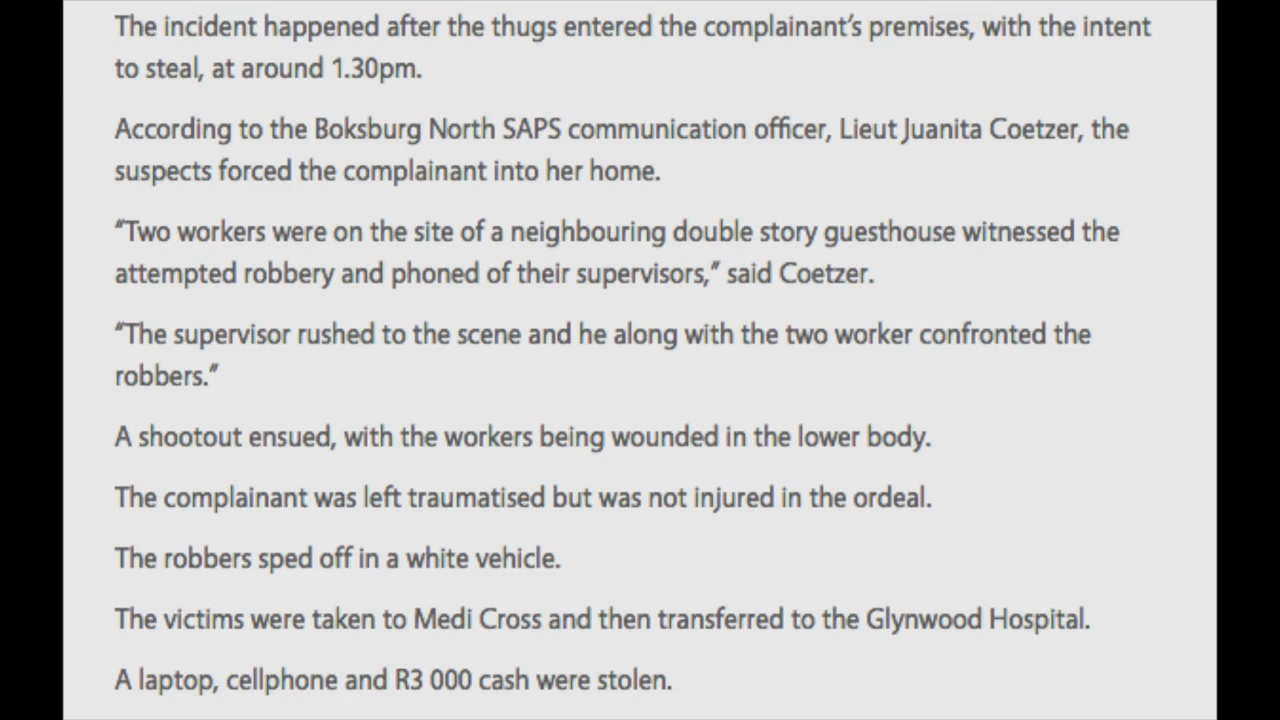 The incident happened after the thugs entered the complainant's premises, with the intent
to steal, at around 1.30pm.
According to the Boksburg North SAPS communication officer, Lieut Juanita Coetzer, the
suspects forced the complainant into her home.
“Two workers were on the site of a neighbouring double story guesthouse witnessed the
attempted robbery and phoned of their supervisors,” said Coetzer.
“The supervisor rushed to the scene and he along with the two worker confronted the
robbers.”
A shootout ensued, with the workers being wounded in the lower body.
The complainant was left traumatised but was not injured in the ordeal.
The robbers sped off in a white vehicle.
The victims were taken to Medi Cross and then transferred to the Glynwood Hospital.
A laptop, cellphone and R3 000 cash were stolen.